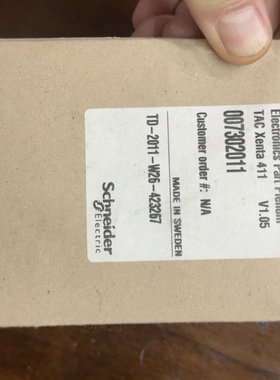 Electronics Part Plenum
TAC Xenta 411 V1.05
007302011
Customer order #: N/A
MADE IN SWEDEN
TD-2011-W26-423267
Schneider
Electric